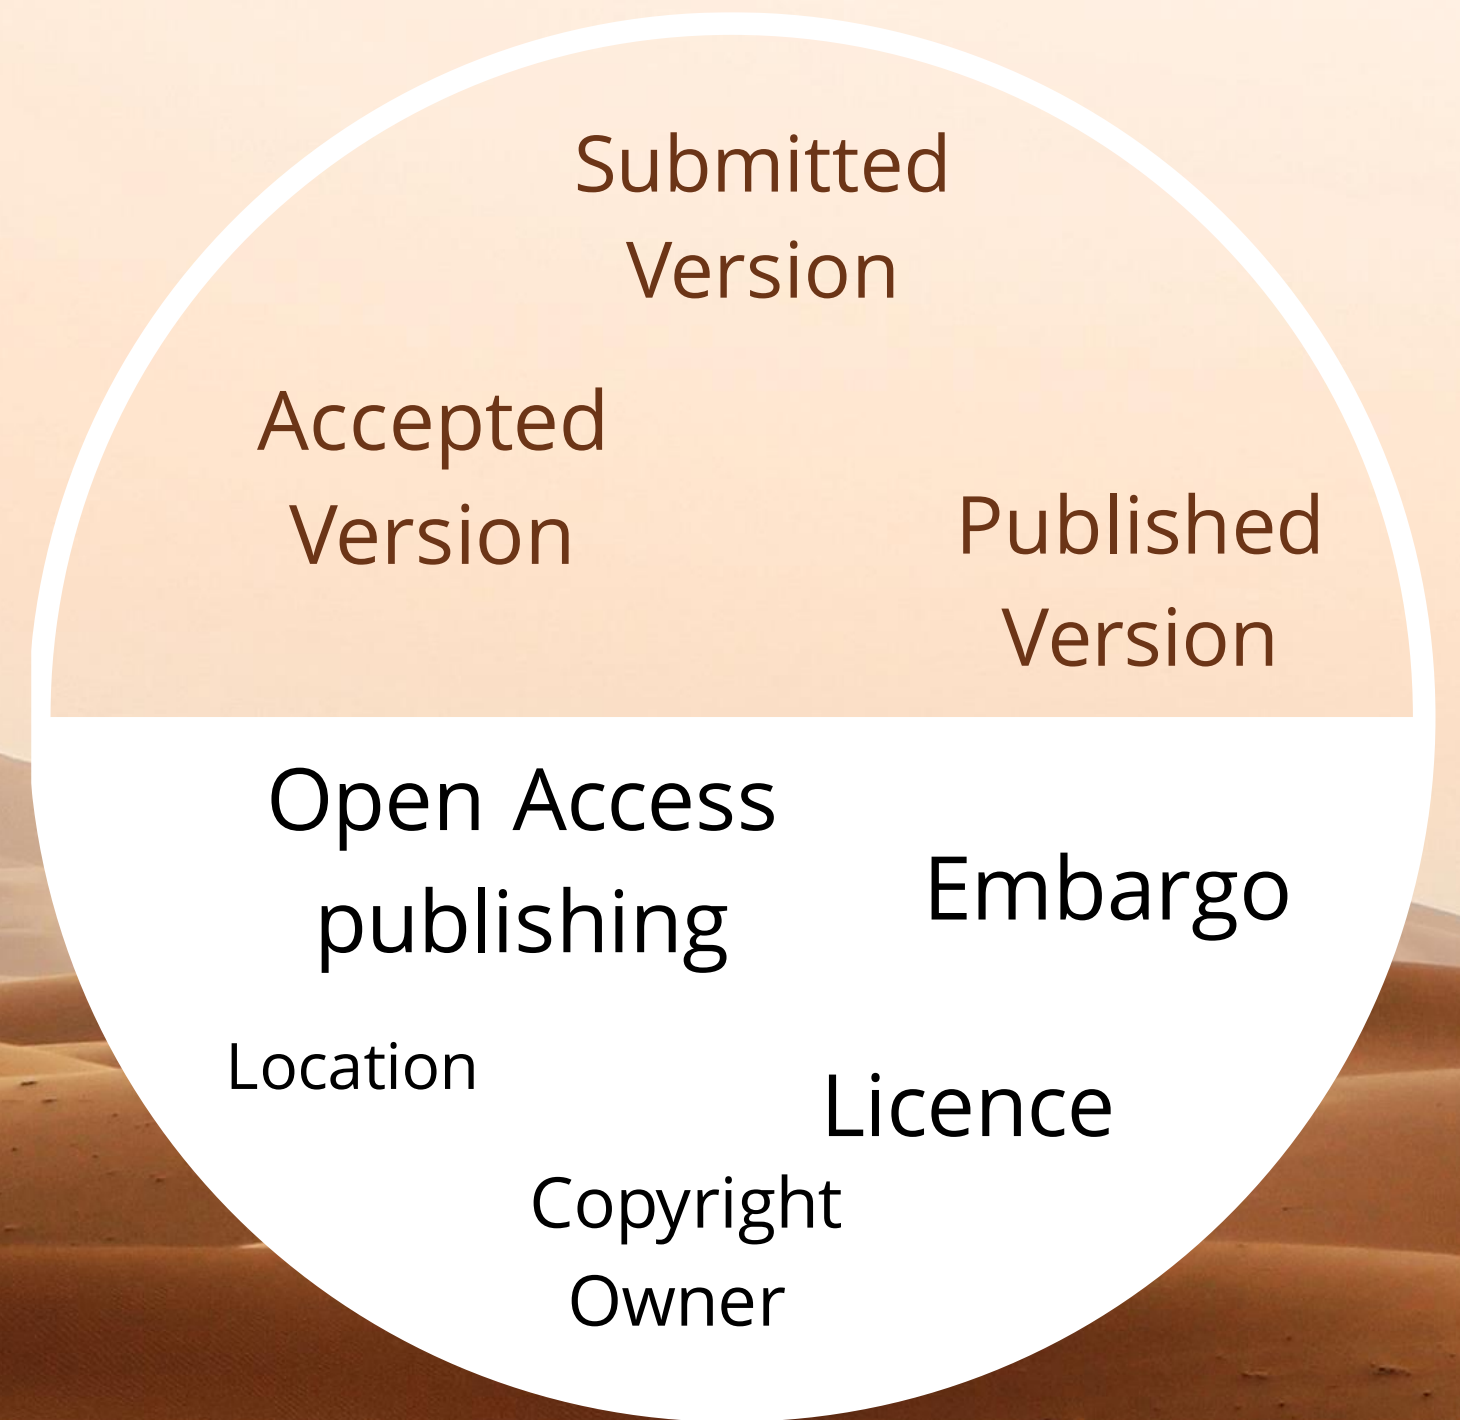 Submitted
Version
Accepted
Version
Published
Version
Open Access
publishing
Embargo
Location
Licence
Copyright
Owner